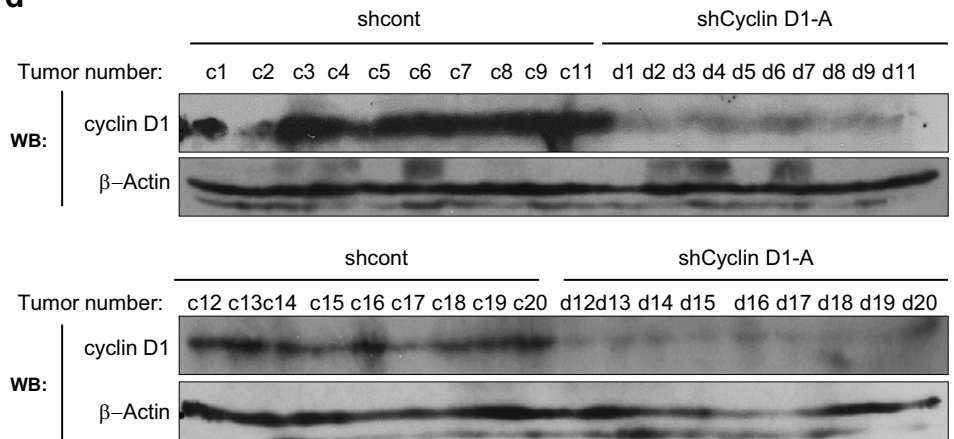 d
shcont shCyclin D1-A
Tumor number: c1 c2 c3 c4 c5 c6 c7 c8 c9 c11 d1 d2 d3 d4 d5 d6 d7 d8 d9 d11
cyclin D1
WB:
β–Actin
shcont shCyclin D1-A
Tumor number: c12 c13c14 c15 c16 c17 c18 c19 c20 d12d13 d14 d15 d16 d17 d18 d19 d20
cyclin D1
WB:
β–Actin